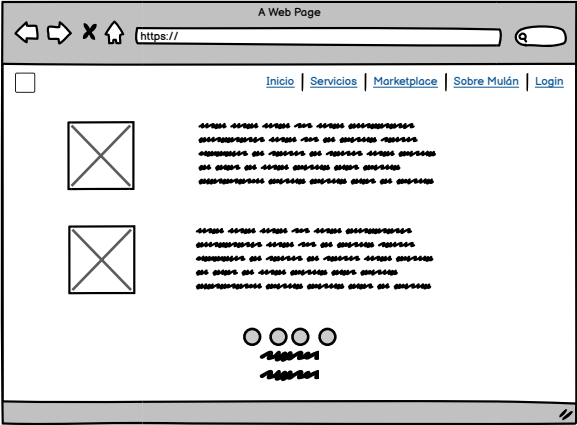 A Web Page
https://
Inicio | Servicios | Marketplace | Sobre Mulán | Login